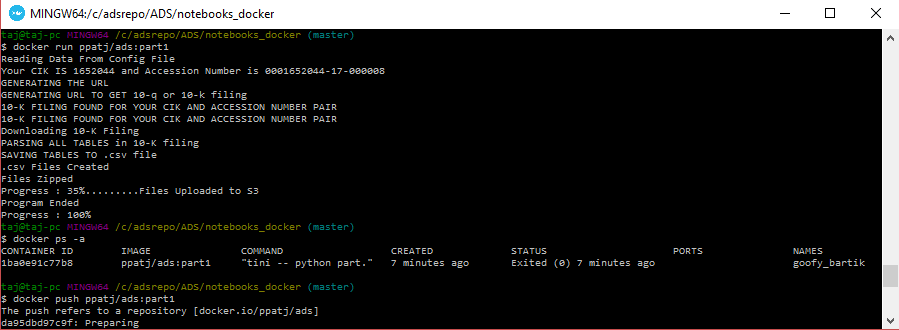 MINGW64:/c/adsrepo/ADS/notebooks_docker
taj@taj-pc MINGW64 /c/adsrepo/ADS/notebooks_docker (master)
$ docker run ppatj/ads:part1
Reading Data From Config File
Your CIK IS 1652044 and Accession Number is 0001652044-17-000008
GENERATING THE URL
GENERATING URL TO GET 10-q or 10-k filing
10-K FILING FOUND FOR YOUR CIK AND ACCESSION NUMBER PAIR
10-K FILING FOUND FOR YOUR CIK AND ACCESSION NUMBER PAIR
Downloading 10-K Filing
PARSING ALL TABLES in 10-K filing
SAVING TABLES TO .csv file
.csv Files Created
Files Zipped
Progress : 35%.........Files Uploaded to S3
Program Ended
Progress : 100%
taj@taj-pc MINGW64 /c/adsrepo/ADS/notebooks_docker (master)
$ docker ps -a
CONTAINER ID IMAGE COMMAND CREATED STATUS PORTS NAMES
1ba0e91c77b8 ppatj/ads:part1 "tini -- python part." 7 minutes ago Exited (0) 7 minutes ago goofy_bartik
taj@taj-pc MINGW64 /c/adsrepo/ADS/notebooks_docker (master)
$ docker push ppatj/ads:part1
The push refers to a repository [docker.io/ppatj/ads]
da95dbd97c9f: Preparing